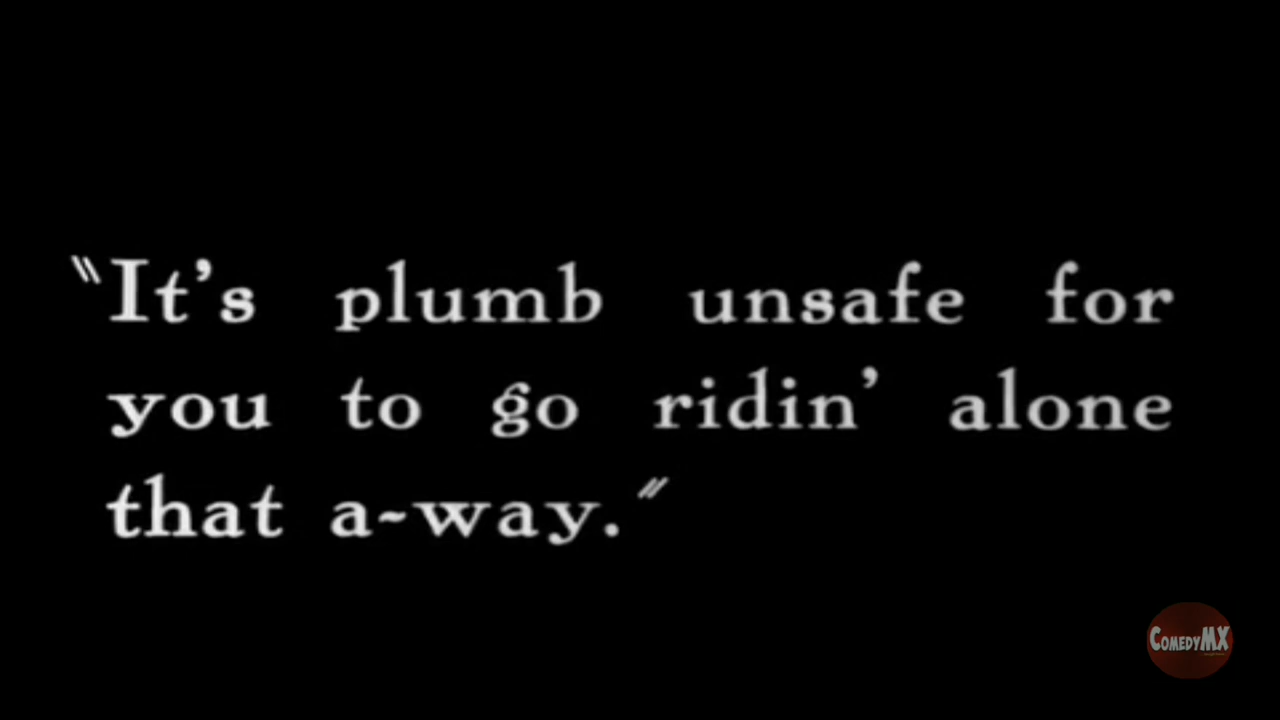 "It's plumb unsafe for
you to go ridin' alone
that a-way."
COMEDYMX